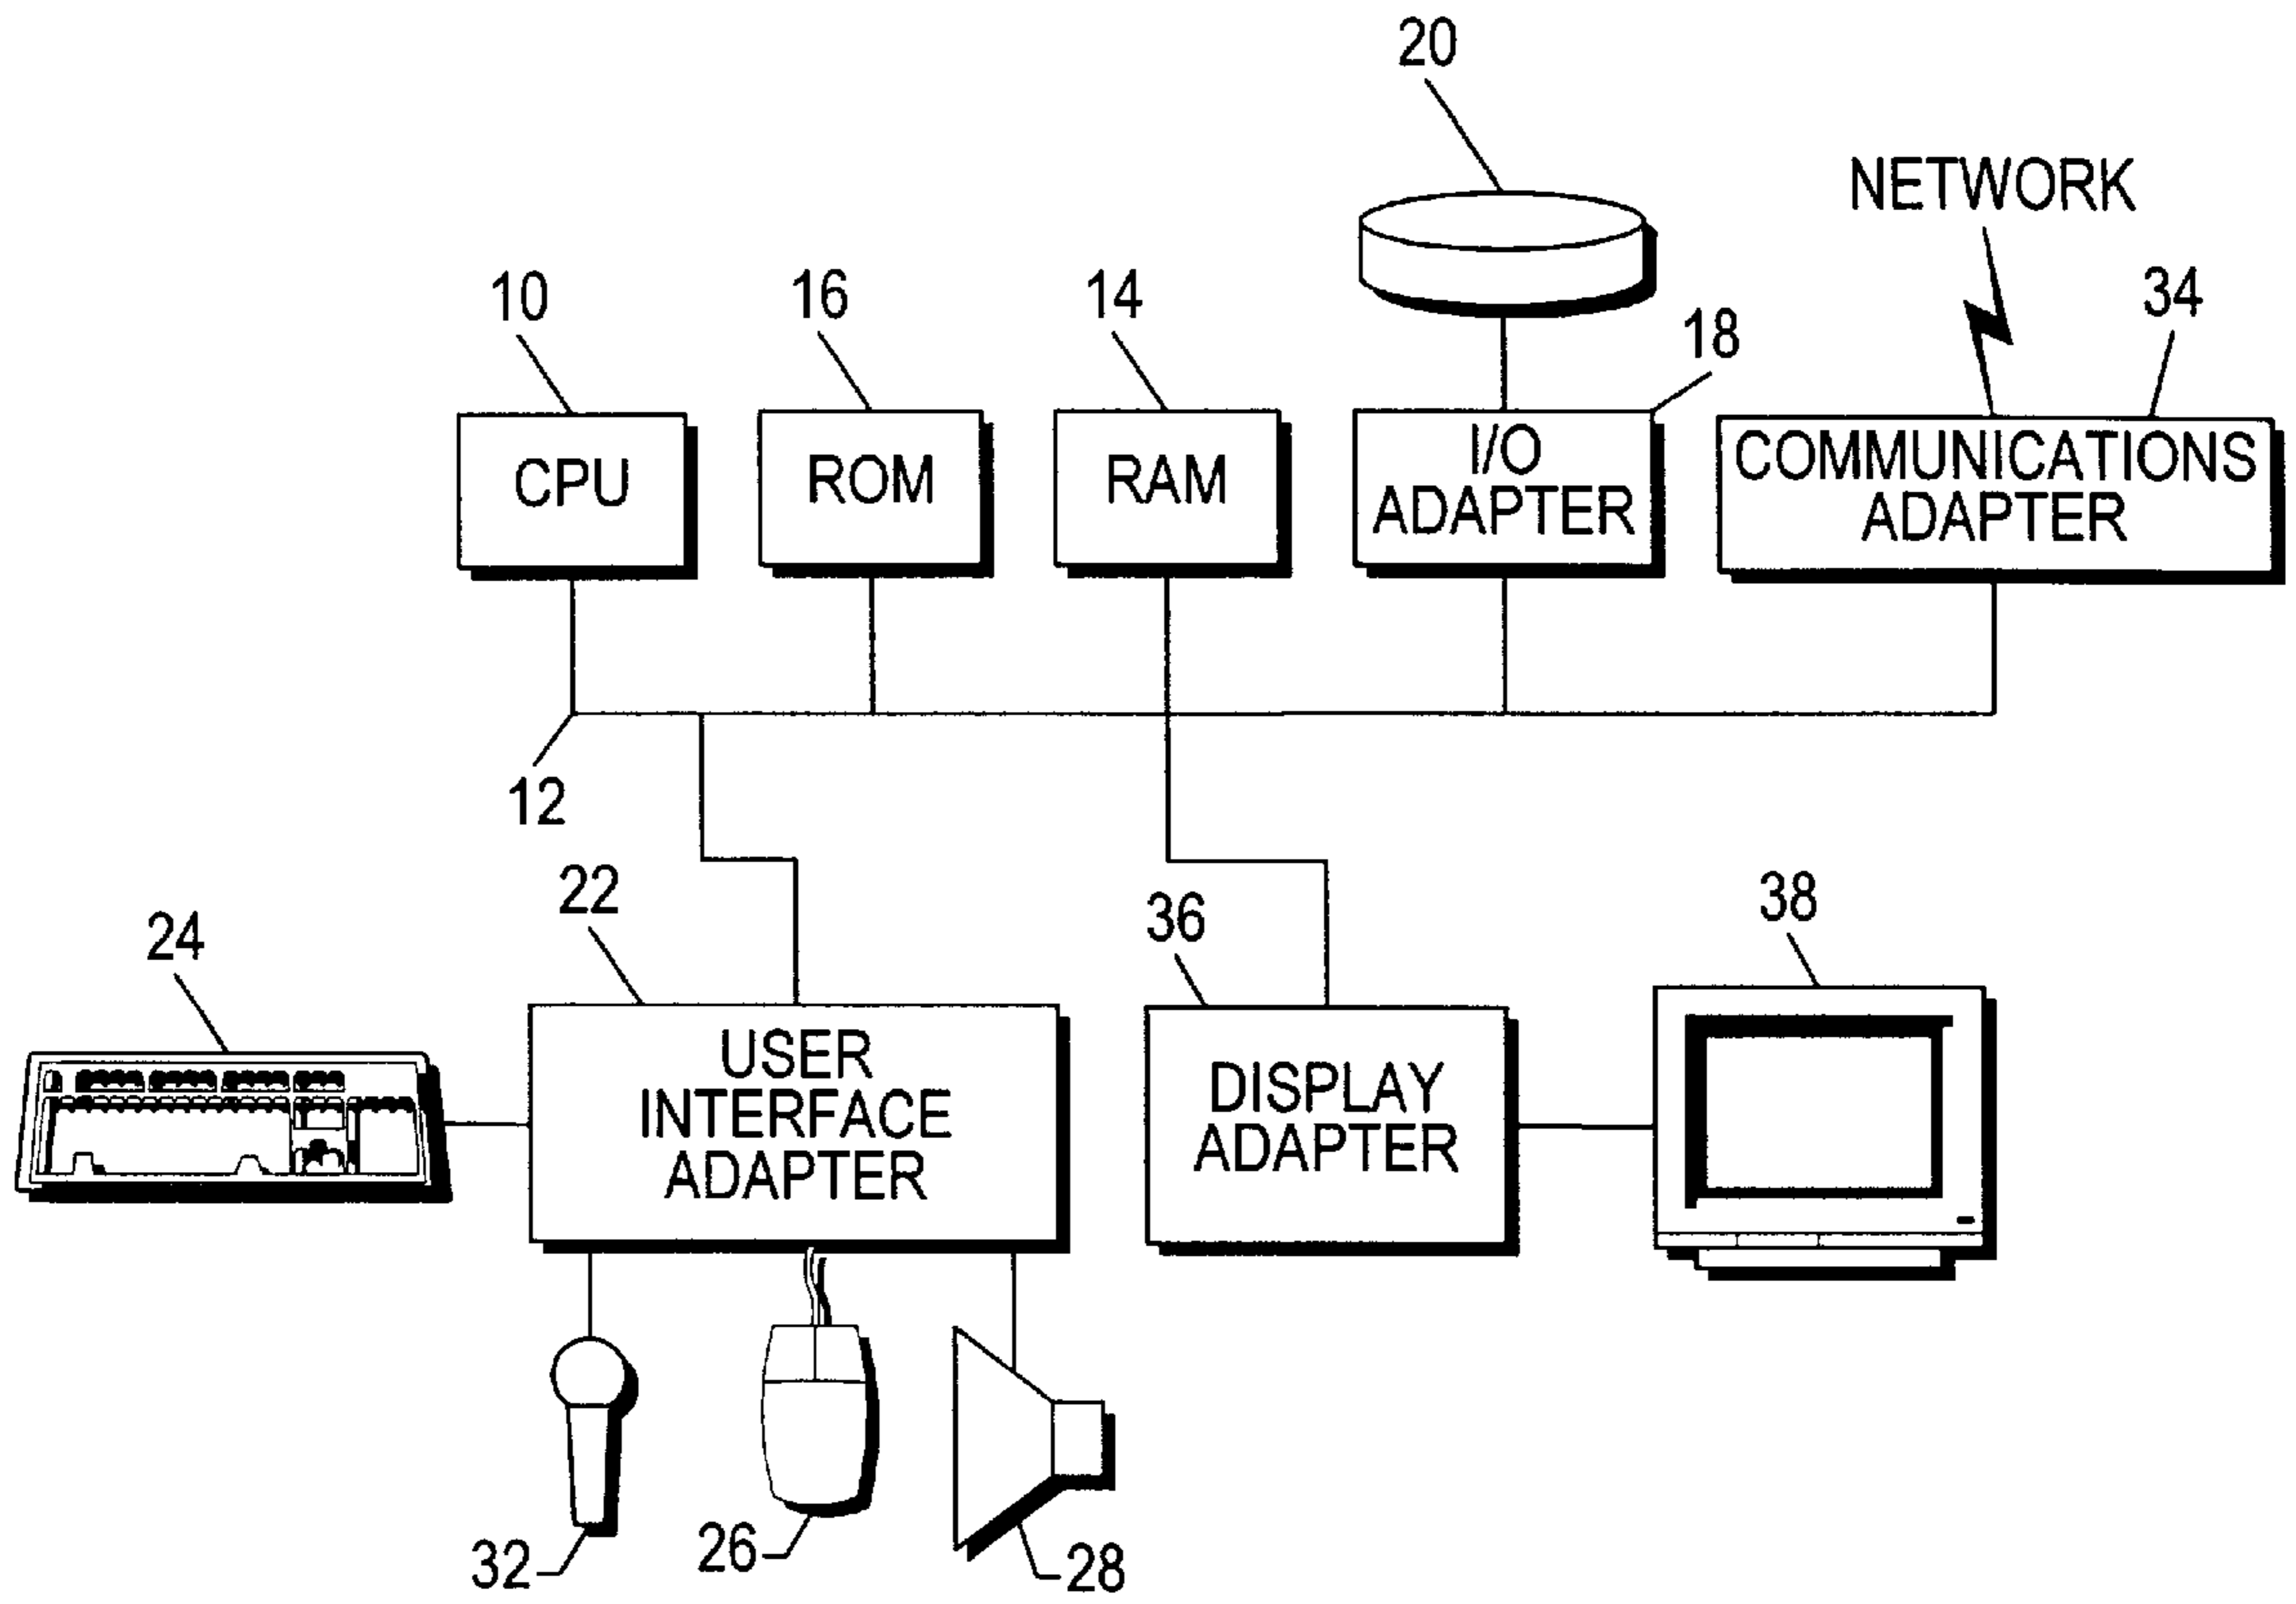 20
NETWORK
10
16
14
18
34
CPU
ROM
RAM
I/O
ADAPTER
COMMUNICATIONS
ADAPTER
12
22
24
36
38
USER
INTERFACE
ADAPTER
DISPLAY
ADAPTER
32
26
28